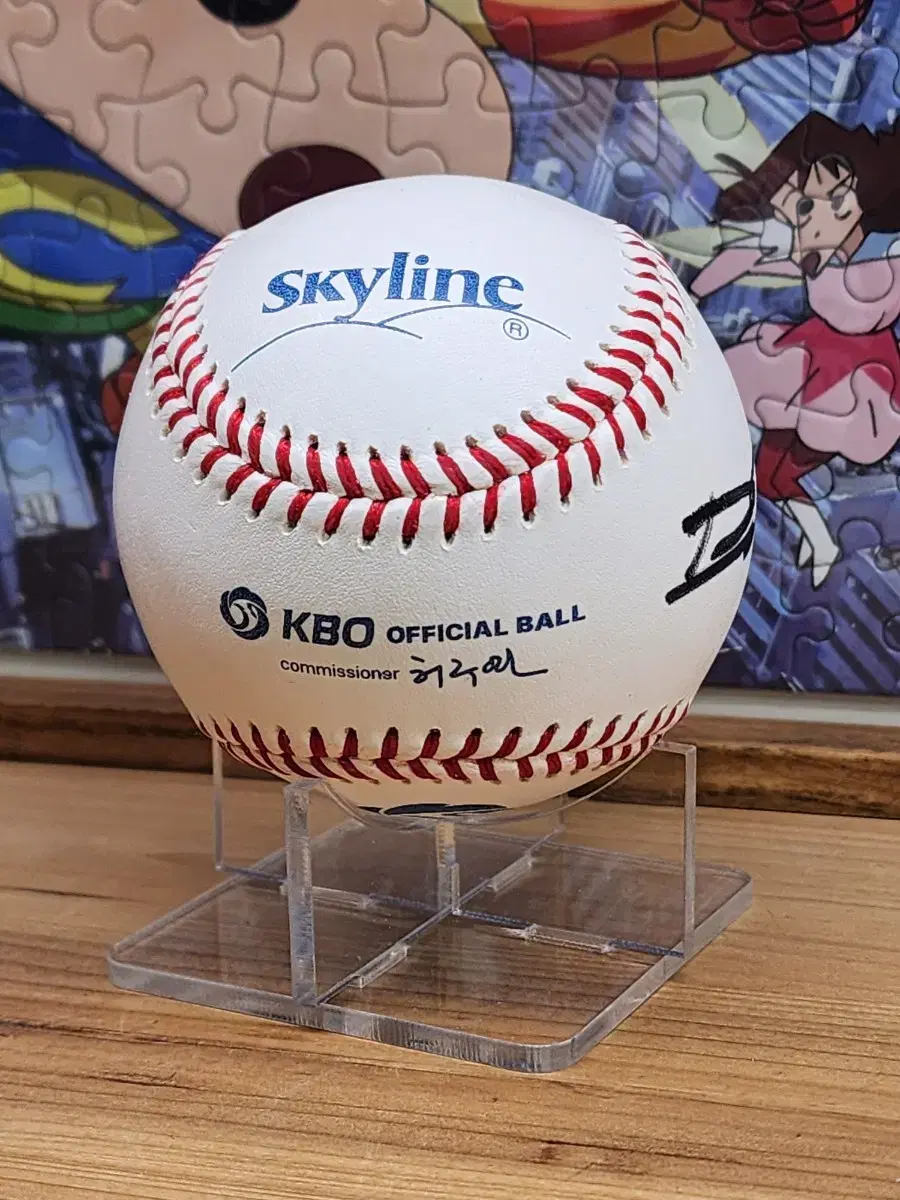 skyline ®
KBO OFFICIAL BALL
commissioner 허구연